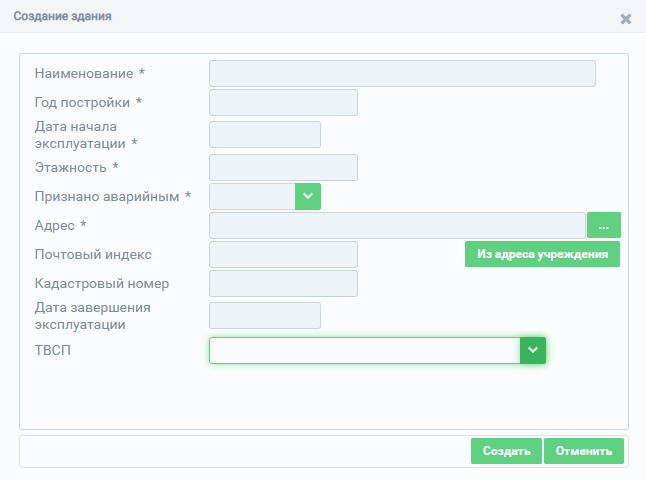 Создание здания
Наименование *
Год постройки *
Дата начала
эксплуатации *
Этажность *
Признано аварийным *
Адрес *
...
Почтовый индекс
Из адреса учреждения
Кадастровый номер
Дата завершения
эксплуатации
ТВСП
Создать
Отменить